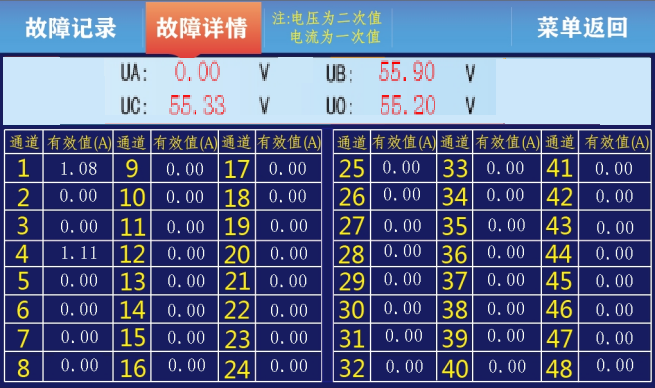 故障记录 故障详情 注:电压为二次值 菜单返回
电流为一次值
UA: 0.00 V UB: 55.90 V
UC: 55.33 V UO: 55.20 V
通道 有效值(A) 通道 有效值(A) 通道 有效值(A) 通道 有效值(A) 通道 有效值(A) 通道 有效值(A)
1 1.08 9 0.00 17 0.00 25 0.00 33 0.00 41 0.00
2 0.00 10 0.00 18 0.00 26 0.00 34 0.00 42 0.00
3 0.00 11 0.00 19 0.00 27 0.00 35 0.00 43 0.00
4 1.11 12 0.00 20 0.00 28 0.00 36 0.00 44 0.00
5 0.00 13 0.00 21 0.00 29 0.00 37 0.00 45 0.00
6 0.00 14 0.00 22 0.00 30 0.00 38 0.00 46 0.00
7 0.00 15 0.00 23 0.00 31 0.00 39 0.00 47 0.00
8 0.00 16 0.00 24 0.00 32 0.00 40 0.00 48 0.00